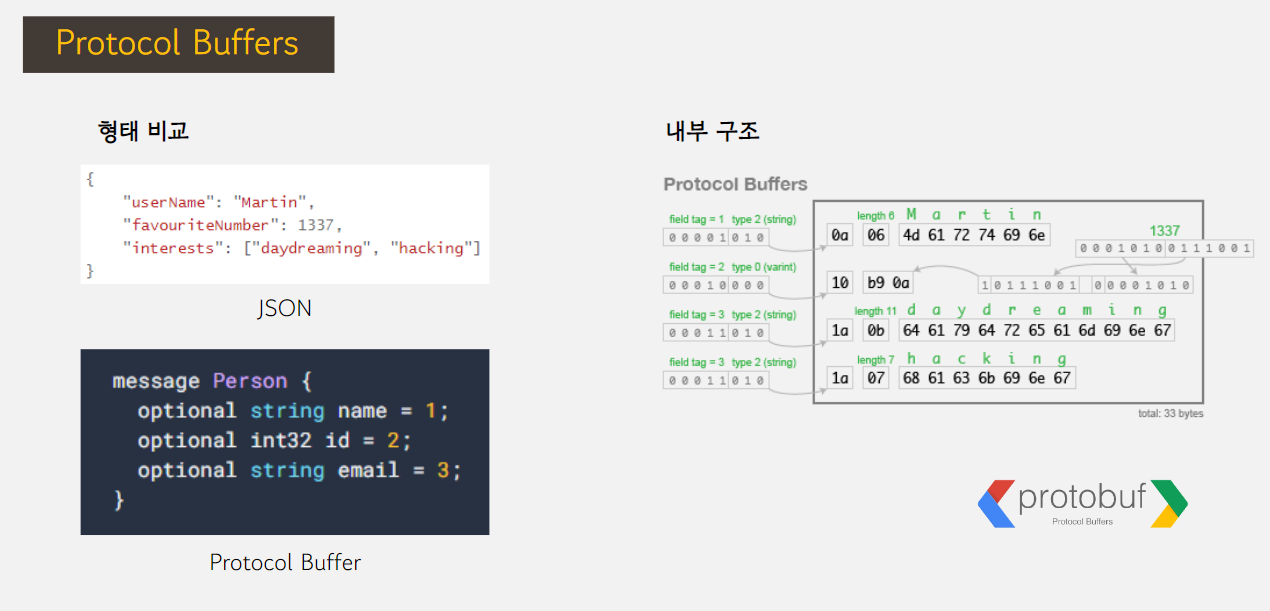 Protocol Buffers
형태 비교
{
"userName": "Martin",
"favouriteNumber": 1337,
"interests": ["daydreaming", "hacking"]
}
JSON
message Person {
optional string name = 1;
optional int32 id = 2;
optional string email = 3;
}
Protocol Buffer
내부 구조
Protocol Buffers
field tag = 1 type 2 (string)
0 0 0 0 1 0 1 0
length 6 M a r t i n
0a 06 4d 61 72 74 69 6e
1337
0 0 0 1 0 1 0 0 1 1 1 0 0 1
field tag = 2 type 0 (varint)
0 0 0 1 0 0 0 0
10 b9 0a
1 0 1 1 1 0 0 1 0 0 0 0 1 0 1 0
field tag = 3 type 2 (string)
0 0 0 1 1 0 1 0
length 11 d a y d r e a m i n g
1a 0b 64 61 79 64 72 65 61 6d 69 6e 67
field tag = 3 type 2 (string)
0 0 0 1 1 0 1 0
length 7 h a c k i n g
1a 07 68 61 63 6b 69 6e 67
total: 33 bytes
protobuf
Protocol Buffers